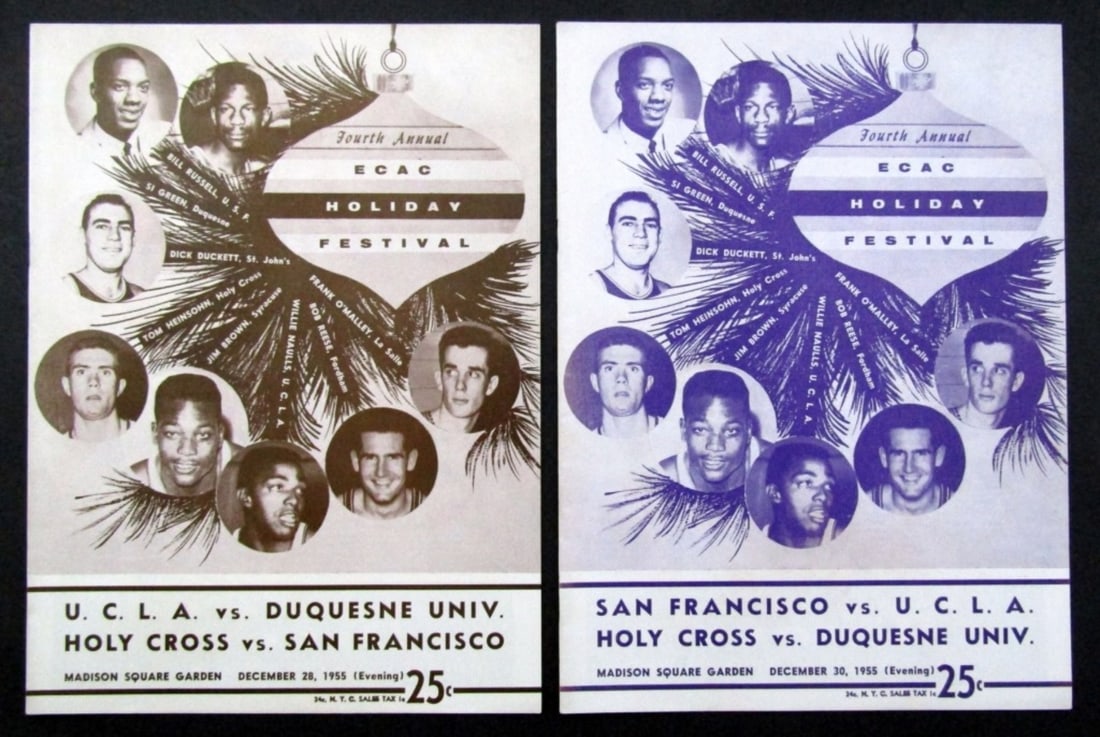 Fourth Annual
ECAC
HOLIDAY
FESTIVAL
BILL RUSSELL, U. S. F.
SI GREEN, Duquesne
DICK DUCKETT, St. John's
TOM HEINSOHN, Holy Cross
JIM BROWN, Syracuse
WILLIE NAULLS, U. C. L. A.
BOB REESE, Fordham
FRANK O'MALLEY, La Salle
U. C. L. A. vs. DUQUESNE UNIV.
HOLY CROSS vs. SAN FRANCISCO
MADISON SQUARE GARDEN DECEMBER 28, 1955 (Evening) 25c
24c. N. Y. C. SALES TAX 1c
Fourth Annual
ECAC
HOLIDAY
FESTIVAL
BILL RUSSELL, U. S. F.
SI GREEN, Duquesne
DICK DUCKETT, St. John's
TOM HEINSOHN, Holy Cross
JIM BROWN, Syracuse
WILLIE NAULLS, U. C. L. A.
BOB REESE, Fordham
FRANK O'MALLEY, La Salle
SAN FRANCISCO vs. U. C. L. A.
HOLY CROSS vs. DUQUESNE UNIV.
MADISON SQUARE GARDEN DECEMBER 30, 1955 (Evening) 25c
24c. N. Y. C. SALES TAX 1c